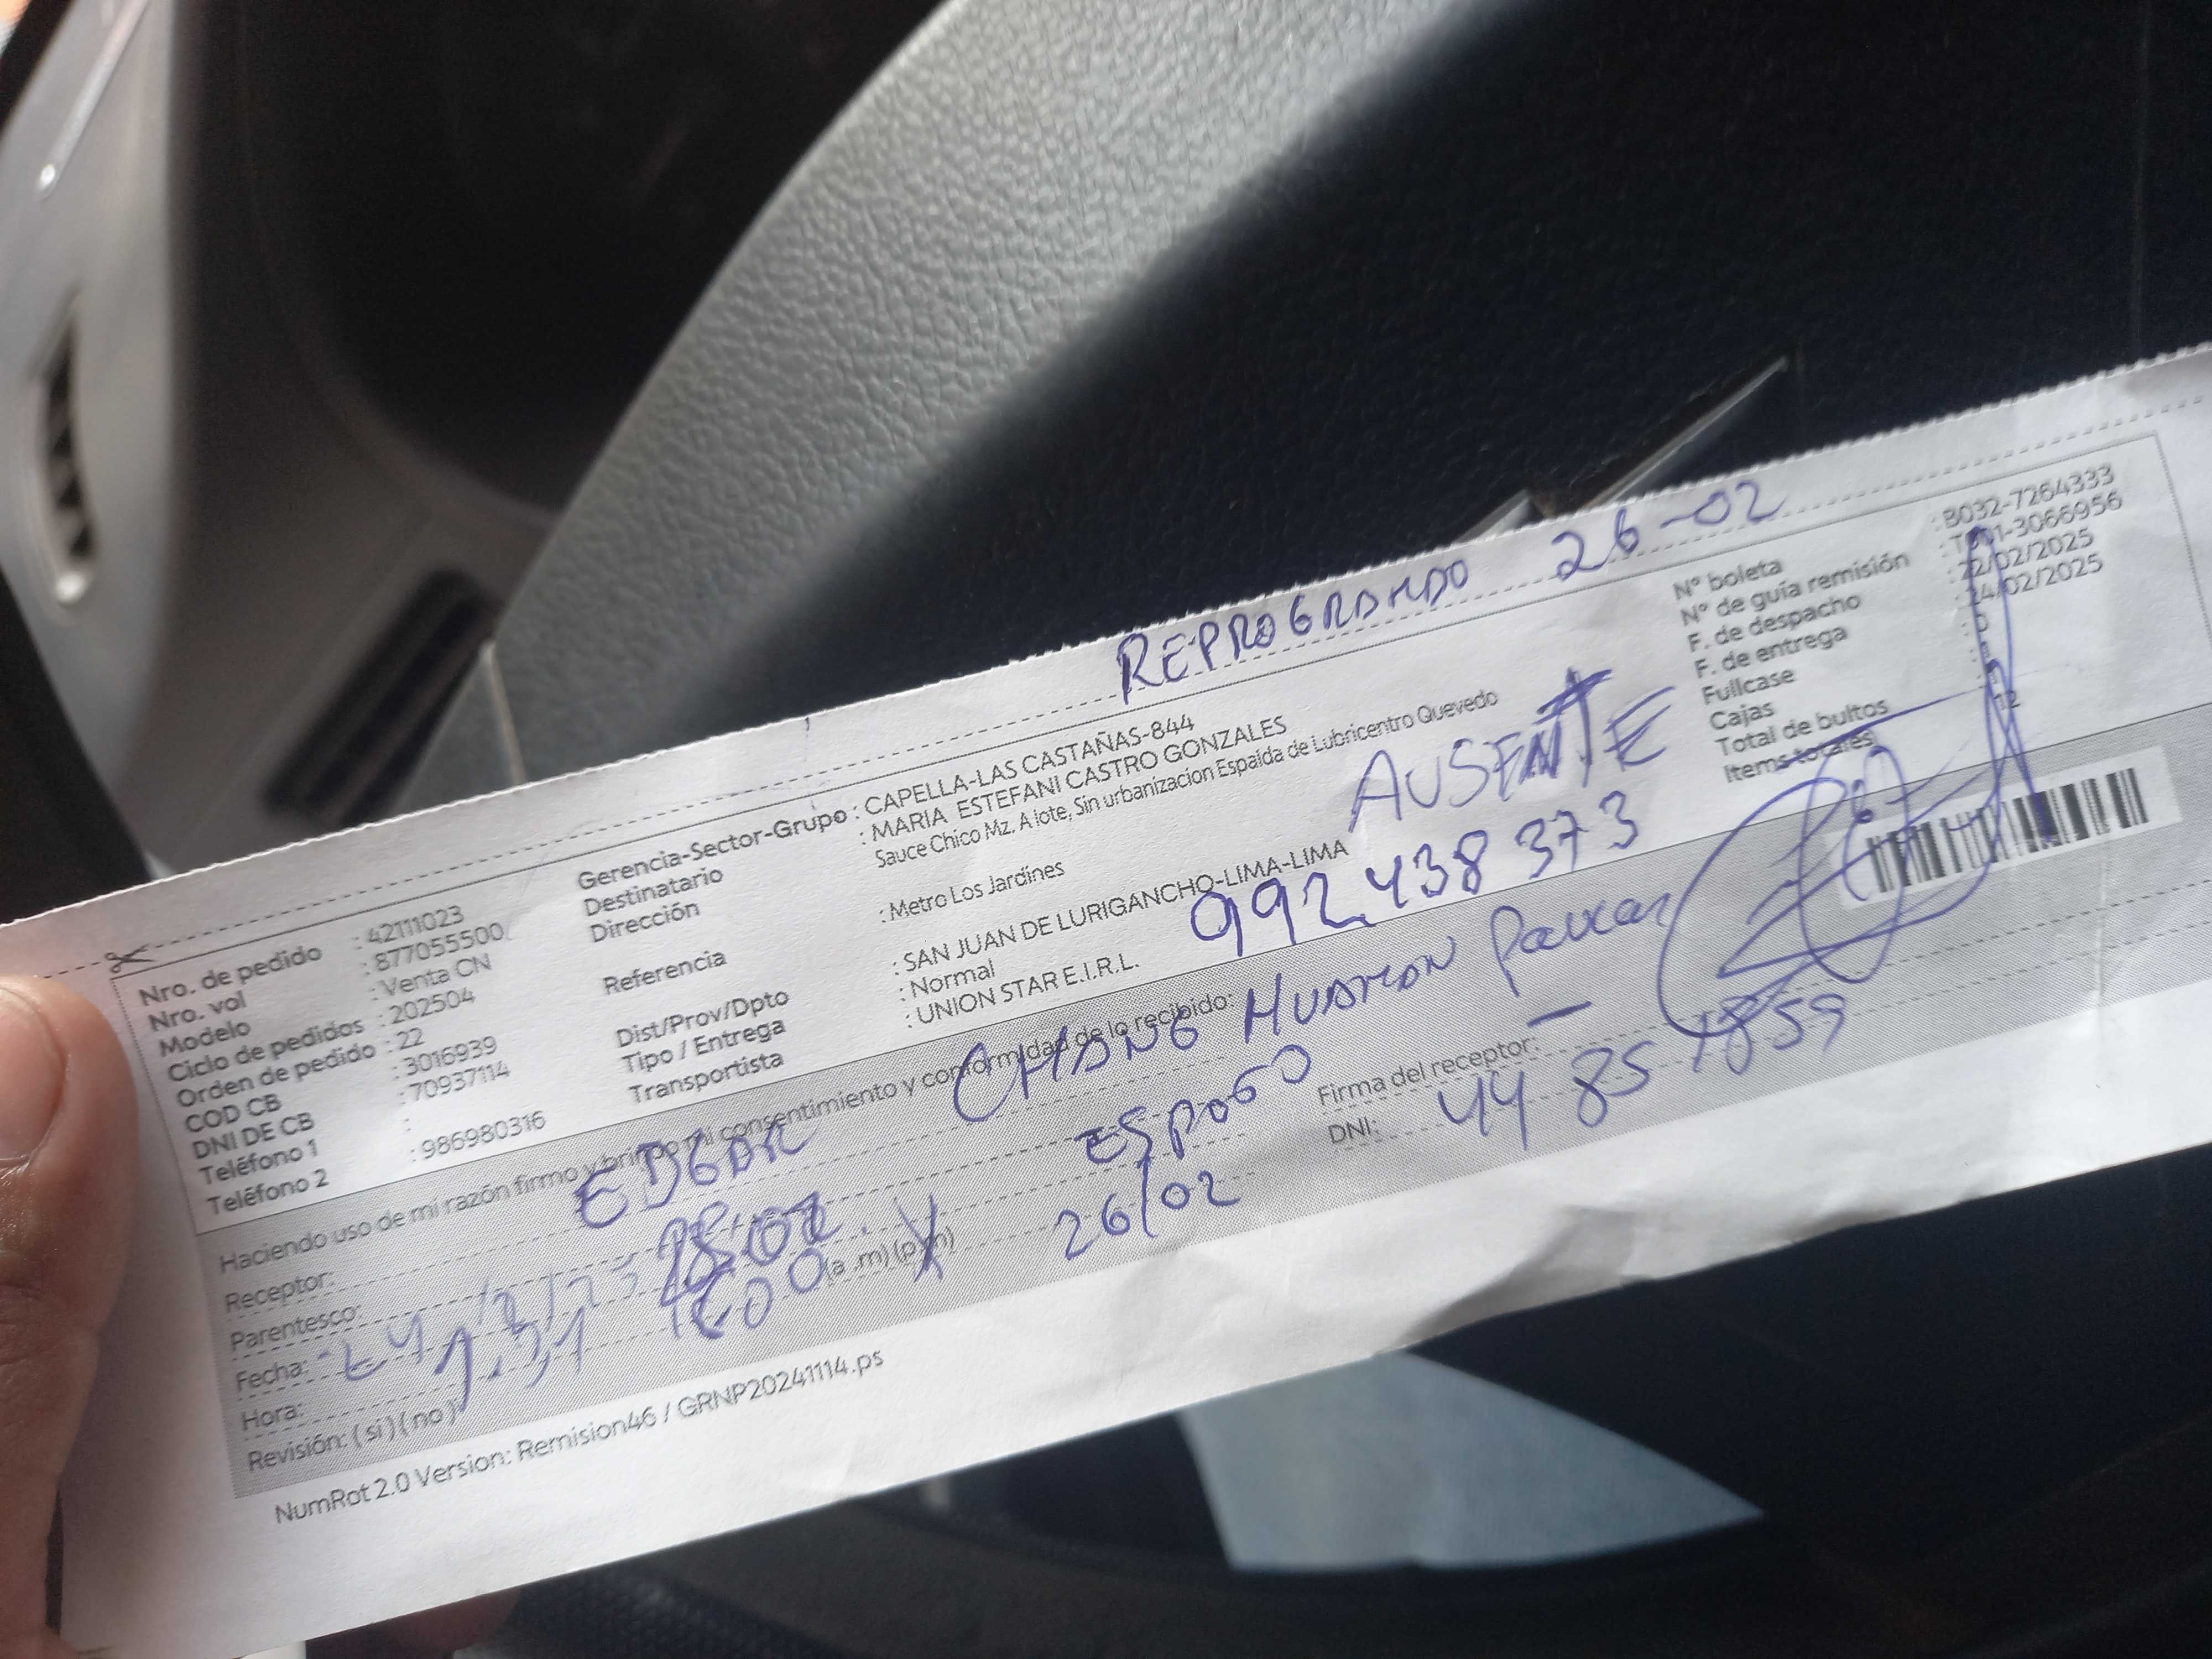 REPROGRAMADO 26-02
Nro. de pedido : 42111023
Nro. vol : 877055500
Modelo : Venta CN
Ciclo de pedidos : 202504
Orden de pedido : 22
COD CB : 3016939
DNI DE CB : 70937114
Teléfono 1 :
Teléfono 2 : 986980316
Gerencia-Sector-Grupo : CAPELLA-LAS CASTAÑAS-844
Destinatario : MARIA ESTEFANI CASTRO GONZALES
Dirección Sauce Chico Mz. A lote, Sin urbanizacion Espalda de Lubricentro Quevedo
Referencia : Metro Los Jardines
Dist/Prov/Dpto : SAN JUAN DE LURIGANCHO-LIMA-LIMA
Tipo / Entrega : Normal
Transportista : UNION STAR E.I.R.L.
AUSENTE
992438373
Nº boleta : B032-7264333
Nº de guía remisión : T001-3066956
F. de despacho : 22/02/2025
F. de entrega : 24/02/2025
Fullcase : 0
Cajas :
Total de bultos :
Items totales 12
Haciendo uso de mi razón firmo y brindo mi consentimiento y conformidad de lo recibido:
Receptor: EDGAR CHANG HUAMAN
Parentesco: ESPOSO
Fecha: 24/2/25 26/02
Hora: 1:31 (a .m) (p .m)
Revisión: ( si ) ( no )
Firma del receptor:
DNI: 44851859
NumRot 2.0 Version: Remision46 / GRNP20241114.ps